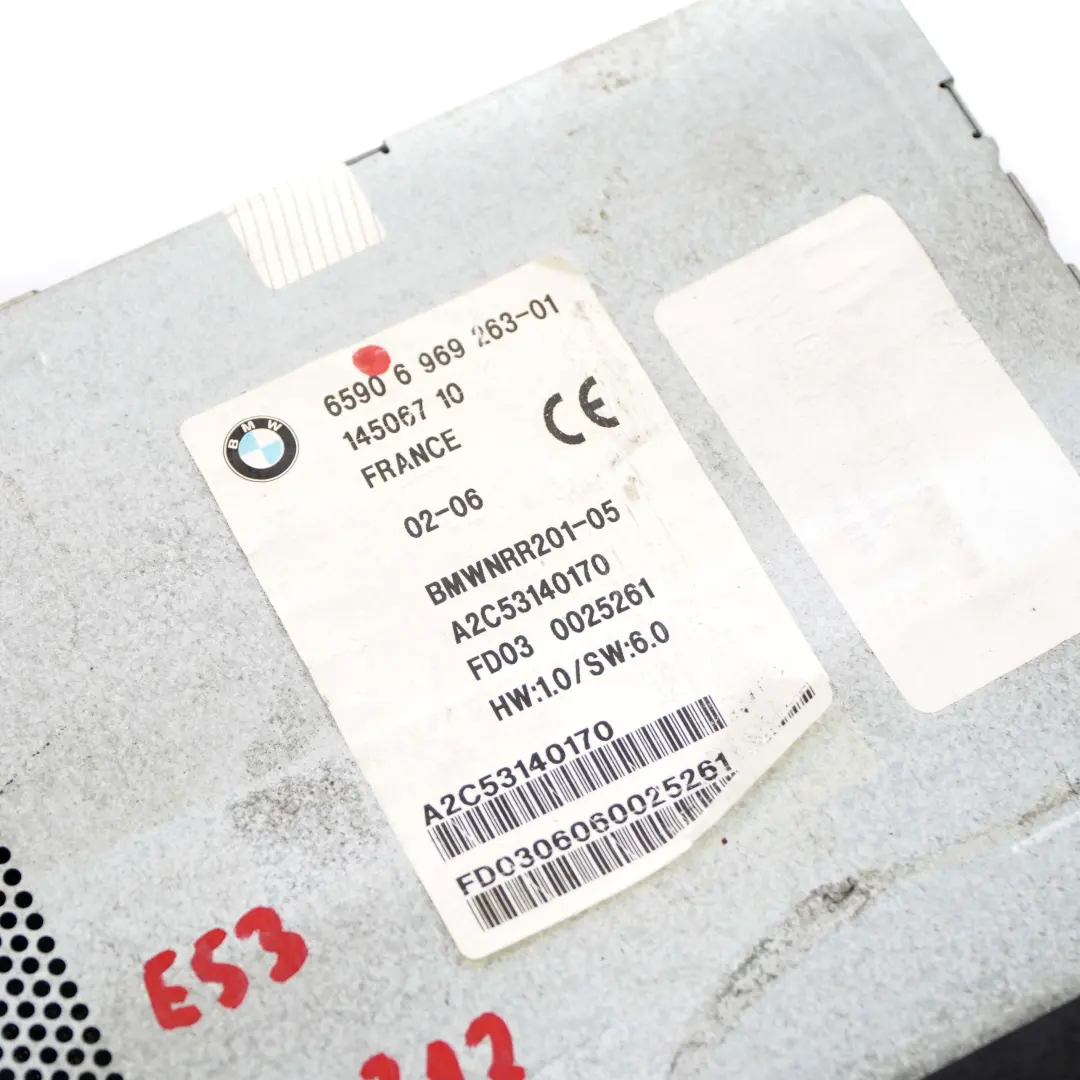 BMW
6590 6 969 263-01
145067 10
FRANCE
CE
02-06
BMWNRR201-05
A2C53140170
FD03 0025261
HW:1.0/SW:6.0
A2C53140170
FD0306060025261
E53